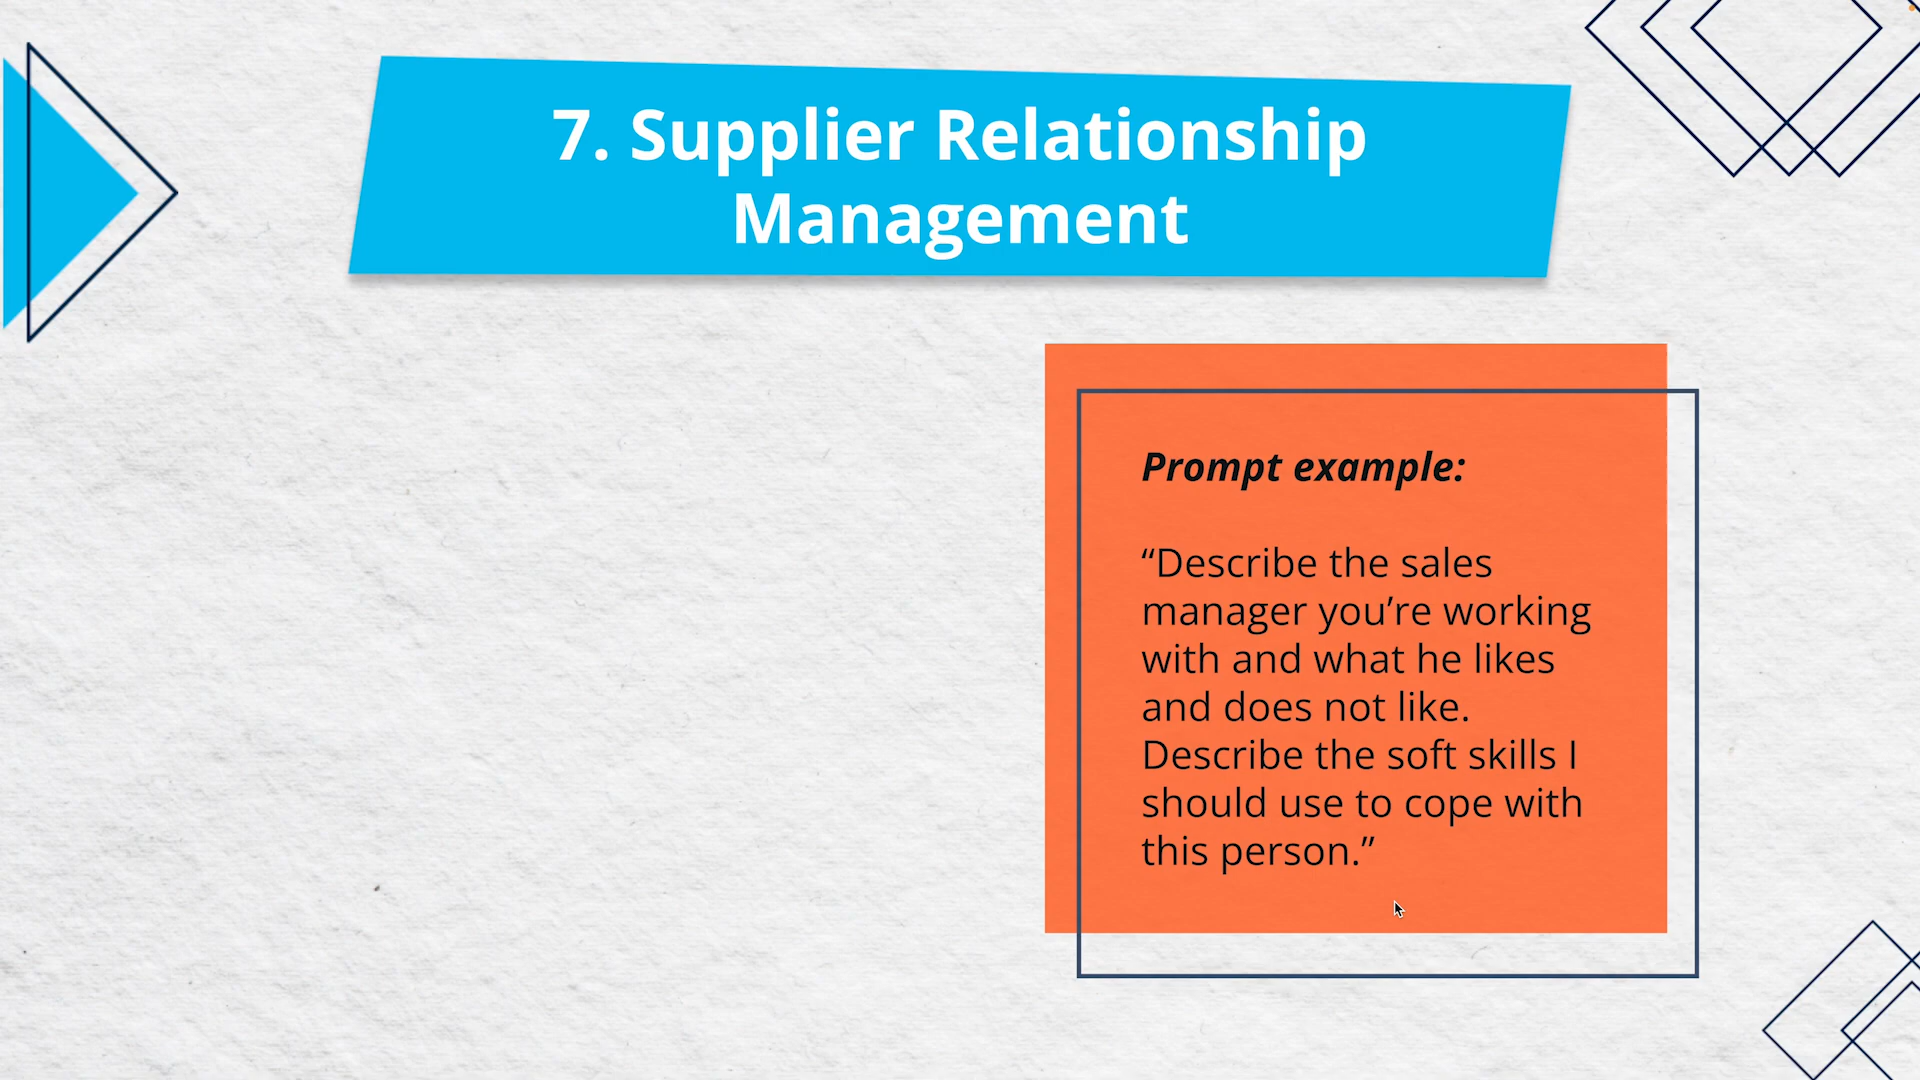 7. Supplier Relationship
Management
Prompt example:
“Describe the sales
manager you’re working
with and what he likes
and does not like.
Describe the soft skills I
should use to cope with
this person.”